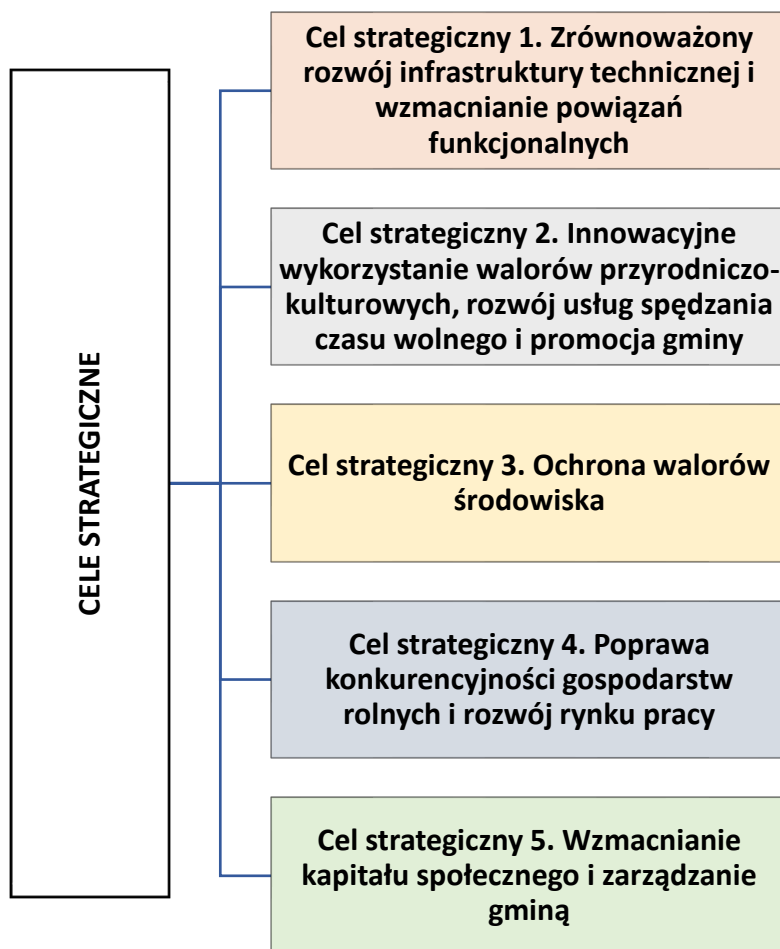 CELE STRATEGICZNE
Cel strategiczny 1. Zrównoważony
rozwój infrastruktury technicznej i
wzmacnianie powiązań
funkcjonalnych
Cel strategiczny 2. Innowacyjne
wykorzystanie walorów przyrodniczo-
kulturowych, rozwój usług spędzania
czasu wolnego i promocja gminy
Cel strategiczny 3. Ochrona walorów
środowiska
Cel strategiczny 4. Poprawa
konkurencyjności gospodarstw
rolnych i rozwój rynku pracy
Cel strategiczny 5. Wzmacnianie
kapitału społecznego i zarządzanie
gminą